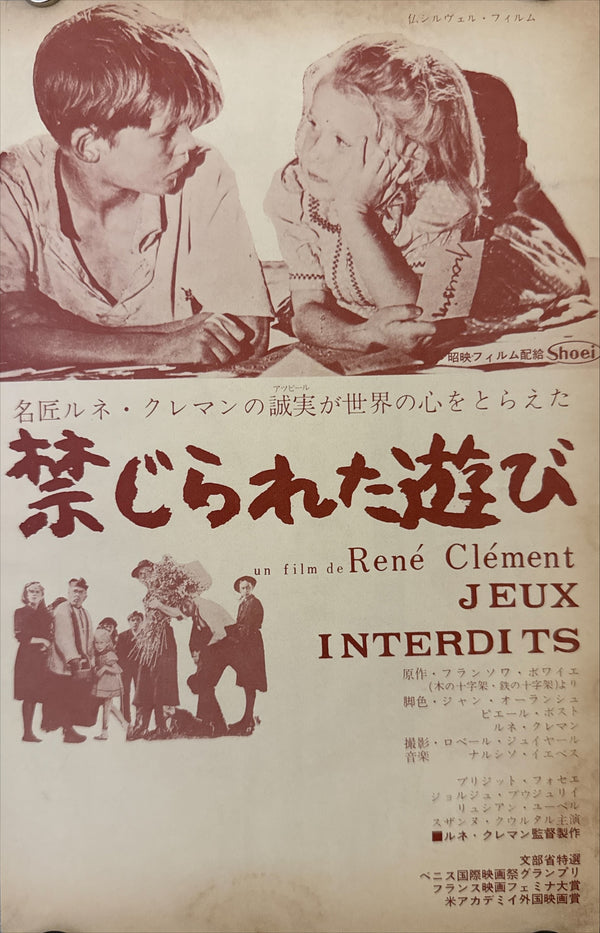 仏シルヴェル・フィルム
poussin
昭映フィルム配給 Shoei
アツピール
名匠ルネ・クレマンの誠実が世界の心をとらえた
禁じられた遊び
un film de René Clément
JEUX
INTERDITS
原作・フランソワ・ボワイエ
(木の十字架・鉄の十字架)より
脚色・ジャン・オーランシュ
ピエール・ボスト
ルネ・クレマン
撮影・ロベール・ジュイヤール
音楽 ナルシソ・イエペス
ブリジット・フォセエ
ジョルジュ・プウジュリイ
リュシアン・ユーベル
スザンヌ・クウルタル主演
■ルネ・クレマン監督製作
文部省特選
ベニス国際映画祭グランプリ
フランス映画フェミナ大賞
米アカデミイ外国映画賞